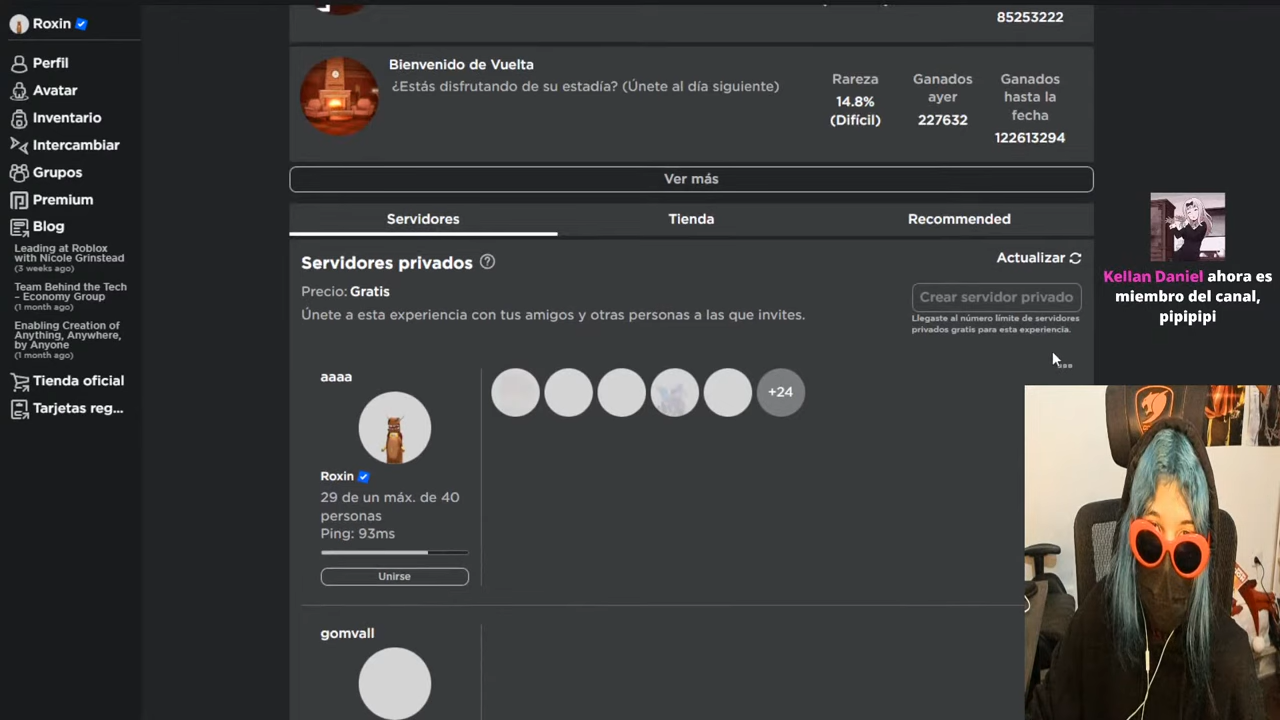 Roxin
Perfil
Avatar
Inventario
Intercambiar
Grupos
Premium
Blog
Leading at Roblox
with Nicole Grinstead
(3 weeks ago)
Team Behind the Tech
– Economy Group
(1 month ago)
Enabling Creation of
Anything, Anywhere,
by Anyone
(1 month ago)
Tienda oficial
Tarjetas reg...
85253222
Bienvenido de Vuelta
¿Estás disfrutando de su estadía? (Únete al día siguiente)
Rareza
14.8%
(Difícil)
Ganados
ayer
227632
Ganados
hasta la
fecha
122613294
Ver más
Servidores
Tienda
Recommended
Servidores privados
Actualizar
Precio: Gratis
Únete a esta experiencia con tus amigos y otras personas a las que invites.
Crear servidor privado
Llegaste al número límite de servidores
privados gratis para esta experiencia.
aaaa
+24
Roxin
29 de un máx. de 40
personas
Ping: 93ms
Unirse
gomvall
Kellan Daniel ahora es
miembro del canal,
pipipipi